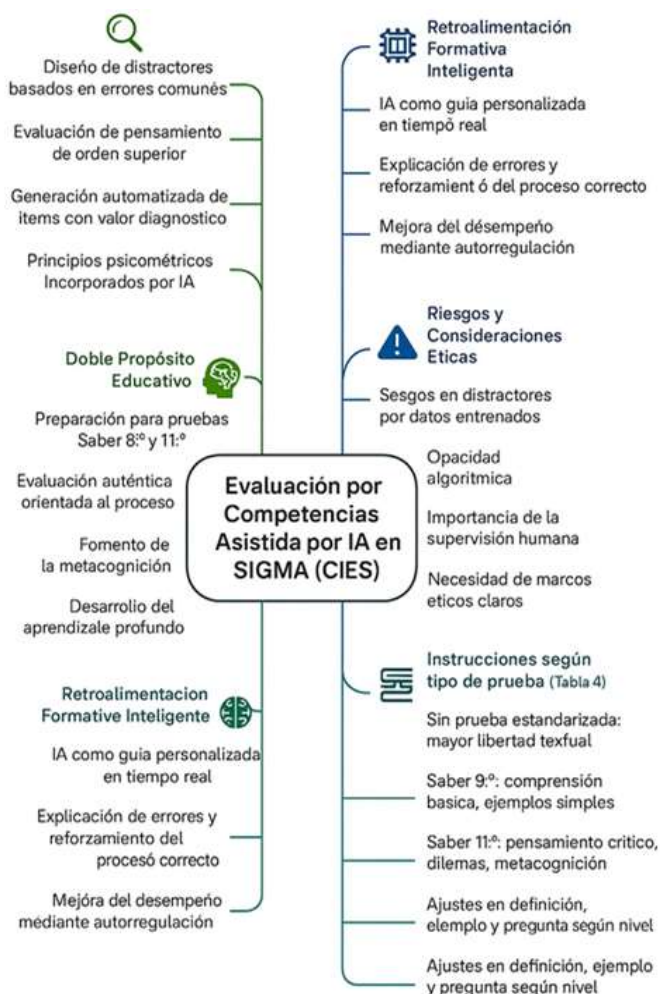 Diseño de distractores
basados en errores comunés
Evaluación de pensamiento
de orden superior
Generación automatizada de
items con valor diagnostico
Principios psicométricos
Incorporados por IA
Doble Propósito
Educativo
Preparación para pruebas
Saber 8:º y 11:º
Evaluación auténtica
orientada al proceso
Fomento de
la metacognición
Desarrollo del
aprendizale profundo
Retroalimentacion
Formative Inteligente
IA como guia personalizada
en tiempo real
Explicación de errores y
reforzamiento del
procesó correcto
Mejóra del desempeño
mediante autorregulación
Evaluación por
Competencias
Asistida por IA en
SIGMA (CIES)
Retroalimentación
Formativa
Inteligenta
IA como guia personalizada
en tiempŏ real
Explicación de errores y
reforzamient ó del proceso correcto
Mejora del désempeño
mediante autorregulación
Riesgos y
Consideraciones
Eticas
Sesgos en distractores
por datos entrenados
Opacidad
algoritmica
Importancia de la
supervisión humana
Necesidad de marcos
eticos claros
Instrucciones según
tipo de prueba (Tabla 4)
Sin prueba estandarizada:
mayor libertad texfual
Saber 9:º: comprensión
basica, ejemplos simples
Saber 11:º: pensamiento critico,
dilemas, metacognición
Ajustes en definición,
elemplo y pregunta según nivel
Ajustes en definición, ejemplo
y pregunta según nivel